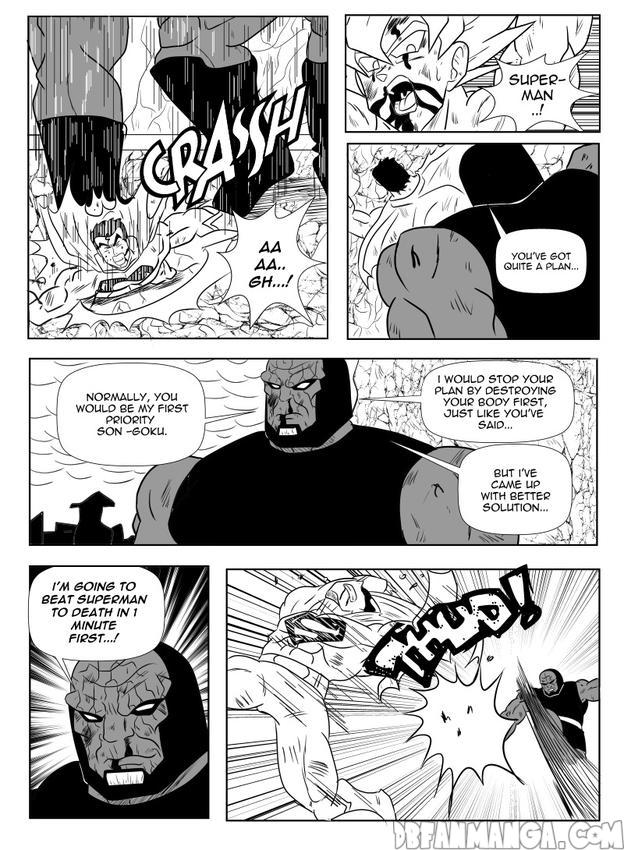 CRASSH
AA
AA..
GH...!
SUPER-
MAN
..!
YOU'VE GOT
QUITE A PLAN...
NORMALLY, YOU
WOULD BE MY FIRST
PRIORITY
SON -GOKU.
I WOULD STOP YOUR
PLAN BY DESTROYING
YOUR BODY FIRST,
JUST LIKE YOU'VE
SAID...
BUT I'VE
CAME UP
WITH BETTER
SOLUTION...
I'M GOING TO
BEAT SUPERMAN
TO DEATH IN 1
MINUTE
FIRST...!
THUD!
DBFANMANGA.COM